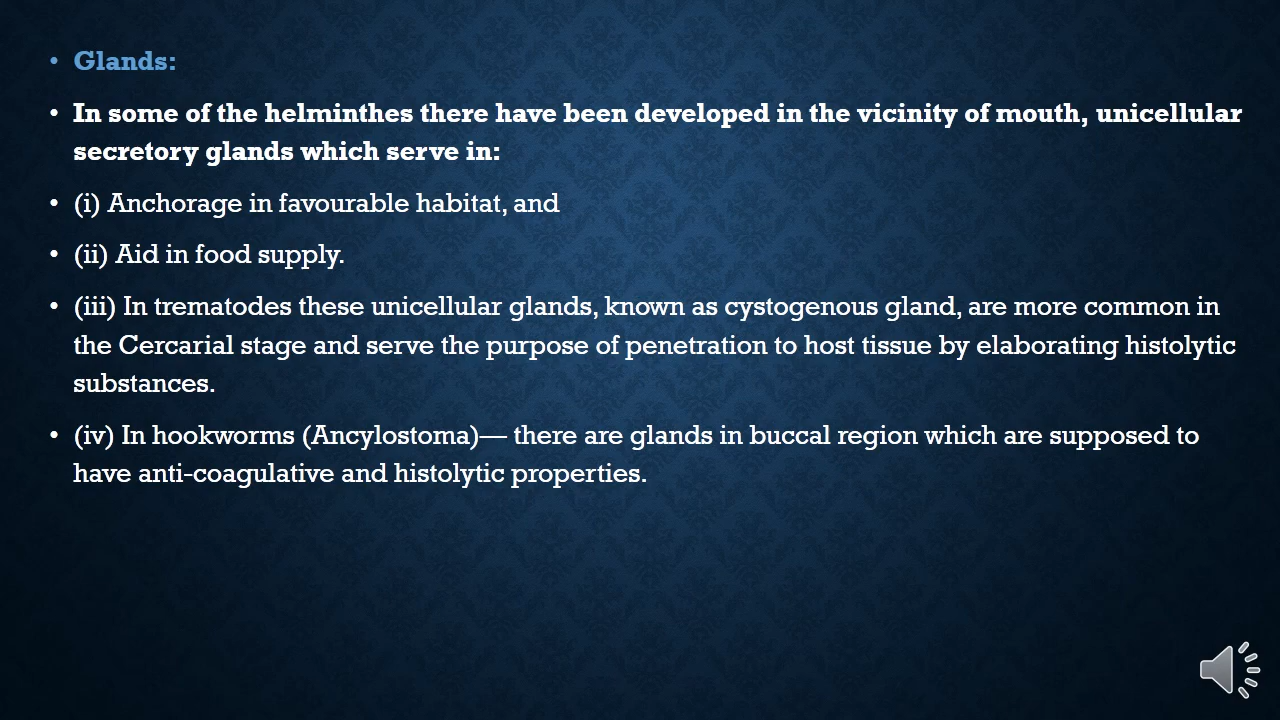 • Glands:
• In some of the helminthes there have been developed in the vicinity of mouth, unicellular
secretory glands which serve in:
• (i) Anchorage in favourable habitat, and
• (ii) Aid in food supply.
• (iii) In trematodes these unicellular glands, known as cystogenous gland, are more common in
the Cercarial stage and serve the purpose of penetration to host tissue by elaborating histolytic
substances.
• (iv) In hookworms (Ancylostoma)— there are glands in buccal region which are supposed to
have anti-coagulative and histolytic properties.